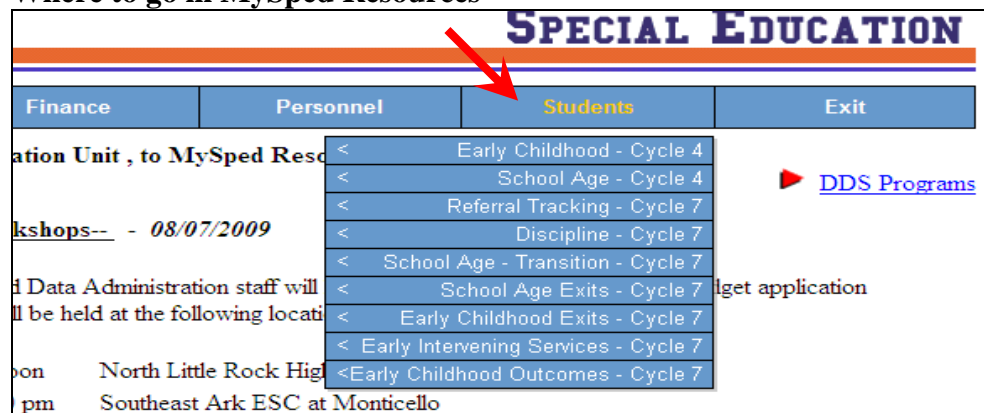 Where to go in MySped Resources
SPECIAL EDUCATION
Finance Personnel Students Exit
ation Unit , to MySped Reso
< Early Childhood - Cycle 4
< School Age - Cycle 4
DDS Programs
< Referral Tracking - Cycle 7
kshops-- - 08/07/2009
< Discipline - Cycle 7
< School Age - Transition - Cycle 7
d Data Administration staff will
< School Age Exits - Cycle 7
dget application
ll be held at the following locati
< Early Childhood Exits - Cycle 7
< Early Intervening Services - Cycle 7
oon North Little Rock High
<Early Childhood Outcomes - Cycle 7
pm Southeast Ark ESC at Monticello